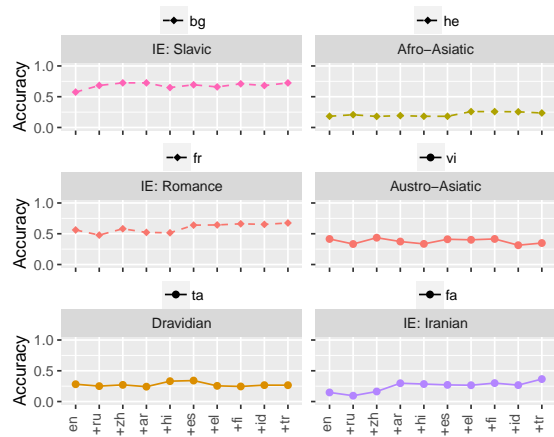 bg
he
IE: Slavic
Afro−Asiatic
Accuracy
1.0
0.5
0.0
fr
vi
IE: Romance
Austro−Asiatic
Accuracy
1.0
0.5
0.0
ta
fa
Dravidian
IE: Iranian
Accuracy
1.0
0.5
0.0
en
+ru
+zh
+ar
+hi
+es
+el
+fi
+id
+tr
en
+ru
+zh
+ar
+hi
+es
+el
+fi
+id
+tr